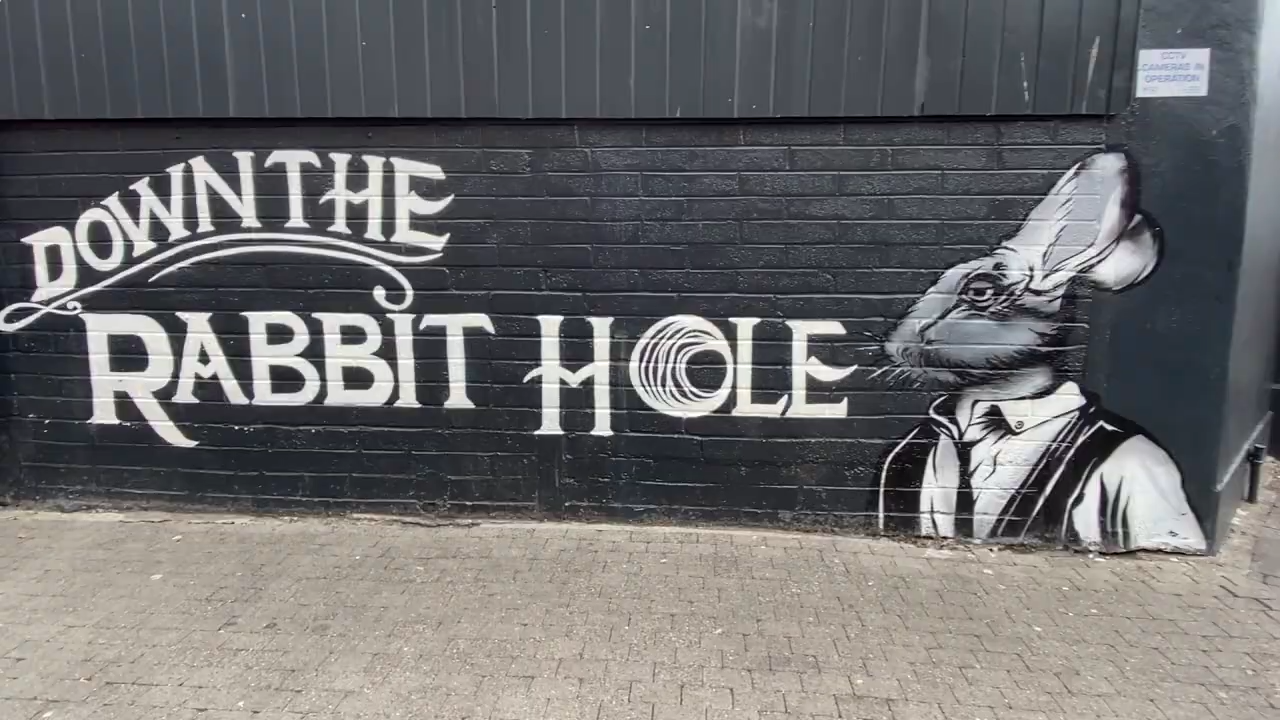 DOWN THE
RABBIT HOLE
CCTV
CAMERAS IN
OPERATION